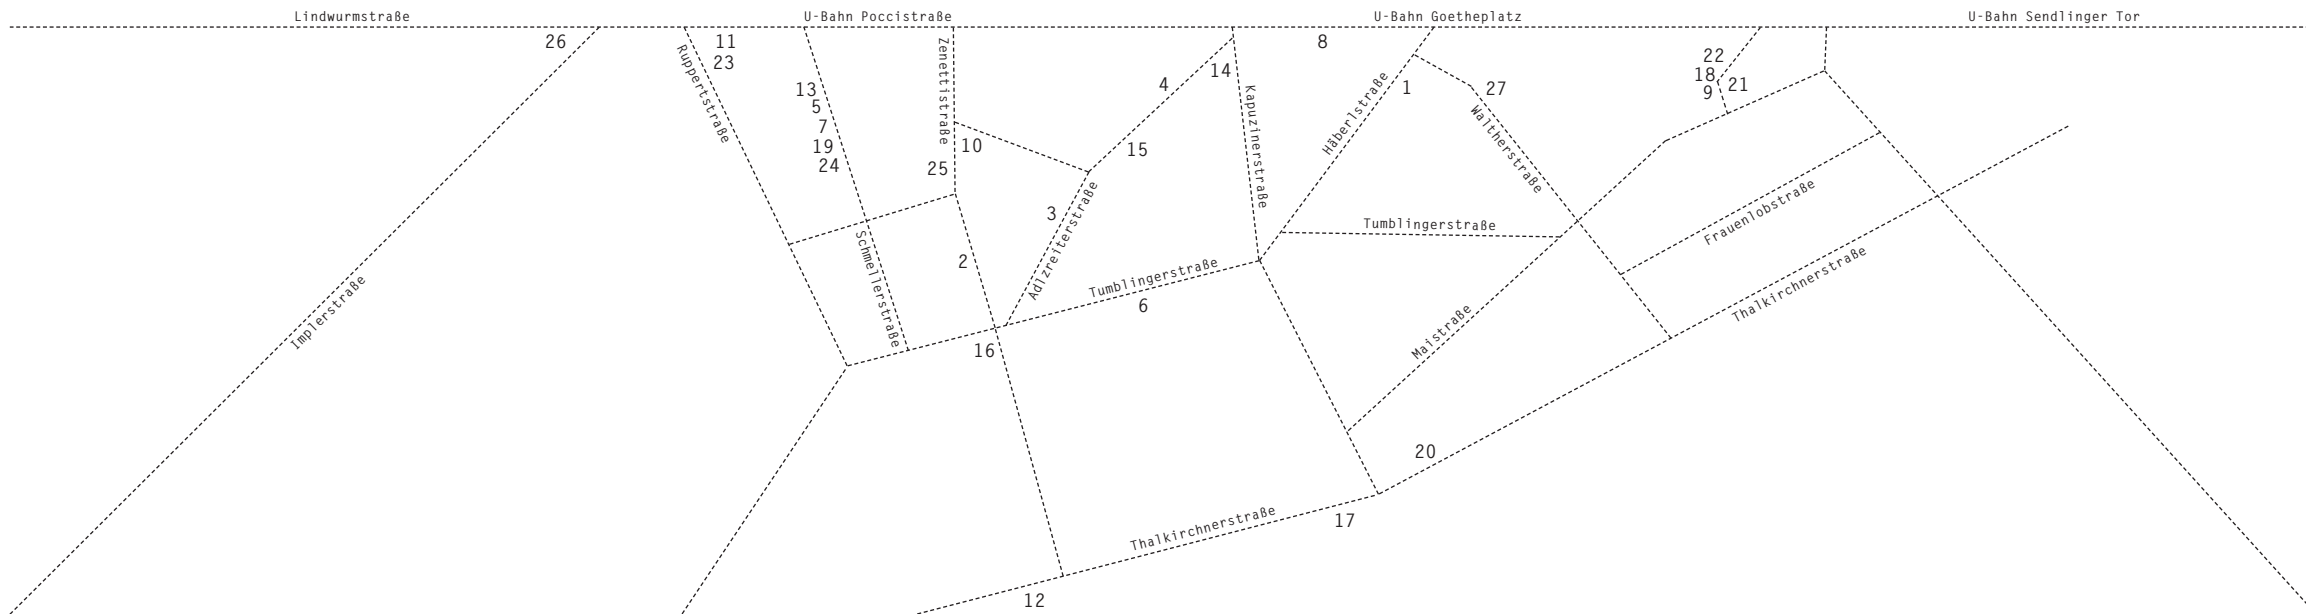 Lindwurmstraße
U-Bahn Poccistraße
U-Bahn Goetheplatz
U-Bahn Sendlinger Tor
26
11
23
Ruppertstraße
13
5
7
19
24
Zenettistraße
10
25
4
14
15
3
Kapuzinerstraße
8
Häberlstraße
1
27
Waltherstraße
22
18
9
21
Schmellerstraße
2
Adlzreiterstraße
Tumblingerstraße
6
Tumblingerstraße
Frauenlobstraße
Thalkirchnerstraße
Implerstraße
16
Maistraße
20
Thalkirchnerstraße
17
12